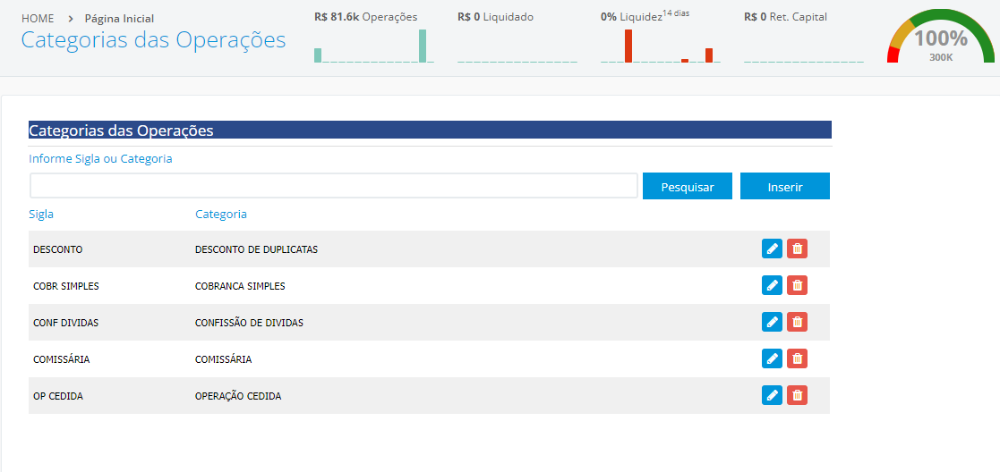 HOME > Página Inicial
Categorias das Operações
R$ 81.6k Operações
R$ 0 Liquidado
0% Liquidez14 dias
R$ 0 Ret. Capital
100%
300K
Categorias das Operações
Informe Sigla ou Categoria
Pesquisar Inserir
Sigla Categoria
DESCONTO DESCONTO DE DUPLICATAS
COBR SIMPLES COBRANCA SIMPLES
CONF DIVIDAS CONFISSÃO DE DIVIDAS
COMISSÁRIA COMISSÁRIA
OP CEDIDA OPERAÇÃO CEDIDA